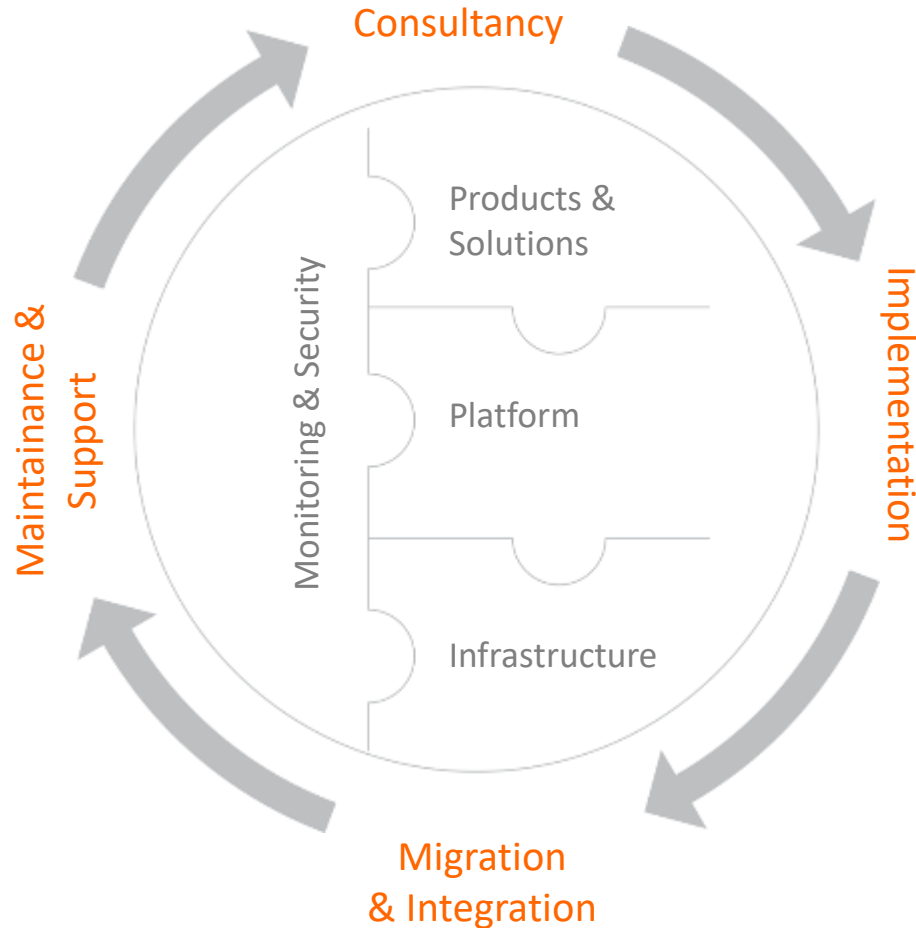 Consultancy
Products &
Solutions
Implementation
Maintainance &
Support
Monitoring & Security
Platform
Infrastructure
Migration
& Integration